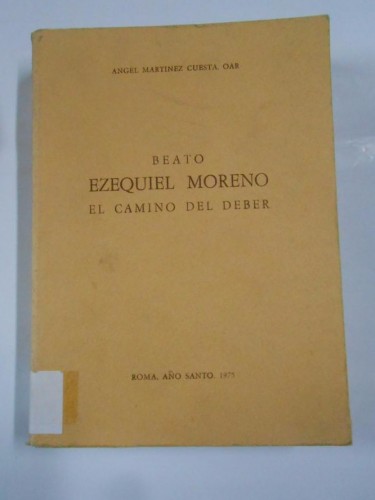 ANGEL MARTINEZ CUESTA, OAR
BEATO
EZEQUIEL MORENO
EL CAMINO DEL DEBER
ROMA, AÑO SANTO, 1975